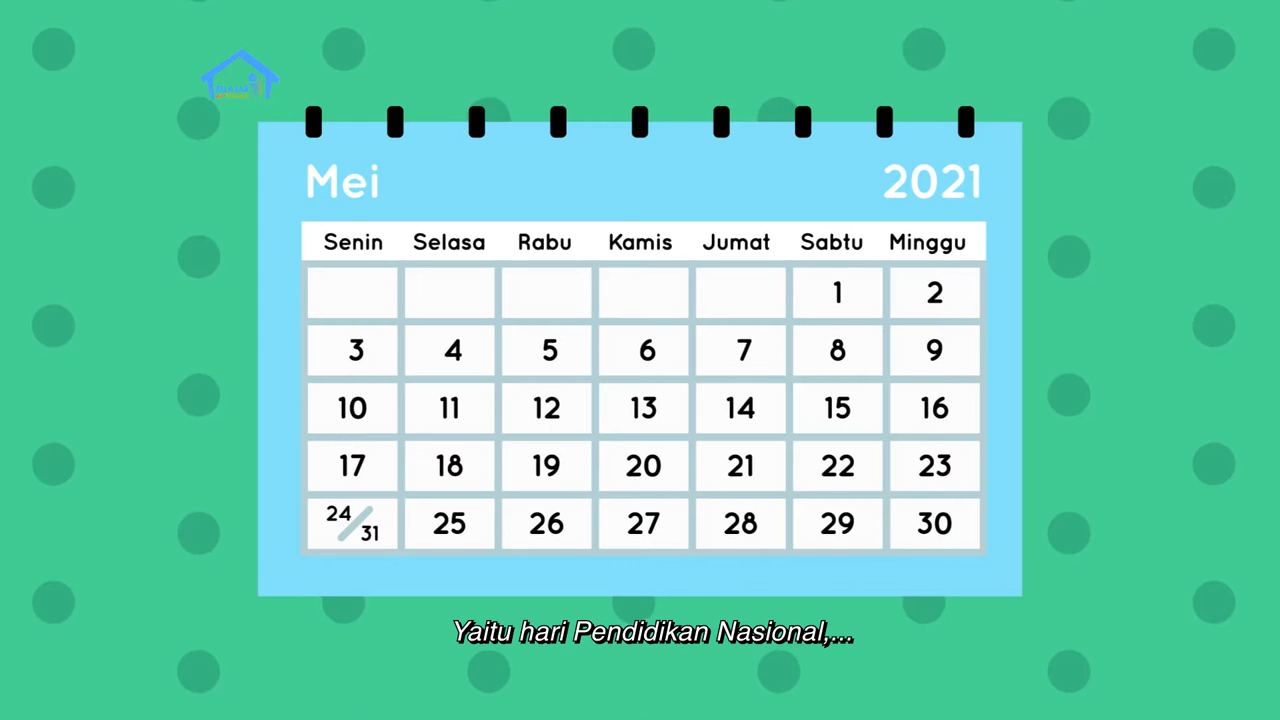 Mei 2021
Senin Selasa Rabu Kamis Jumat Sabtu Minggu
1 2
3 4 5 6 7 8 9
10 11 12 13 14 15 16
17 18 19 20 21 22 23
24/31 25 26 27 28 29 30
Yaitu hari Pendidikan Nasional,...